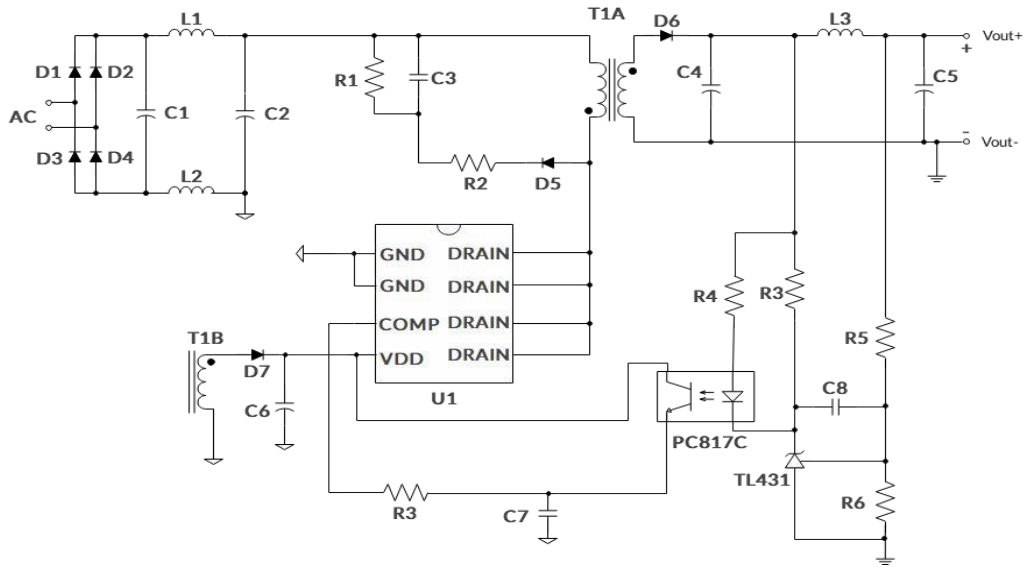 T1A
L1
D6
L3
Vout+
+
D1
D2
R1
C3
C4
C5
AC
C1
C2
D3
D4
-
Vout-
L2
R2
D5
GND
DRAIN
GND
DRAIN
R4
R3
COMP
DRAIN
T1B
R5
VDD
DRAIN
D7
U1
C6
C8
PC817C
TL431
R6
R3
C7